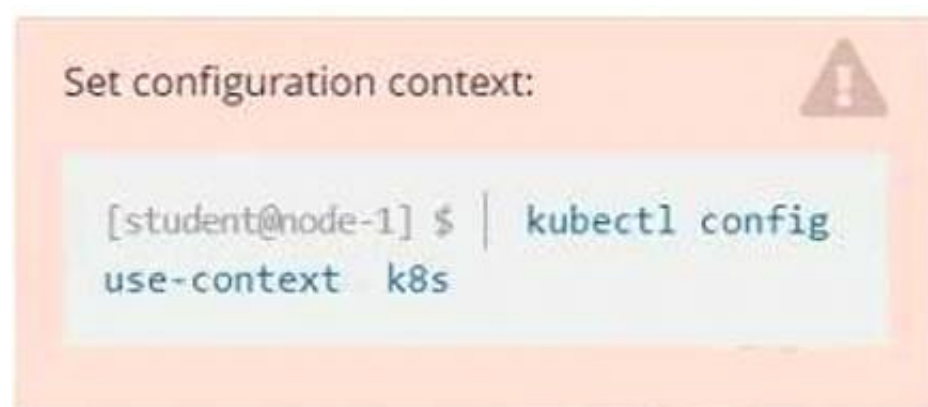 Set configuration context:
[student@node-1] $ | kubectl config
use-context k8s